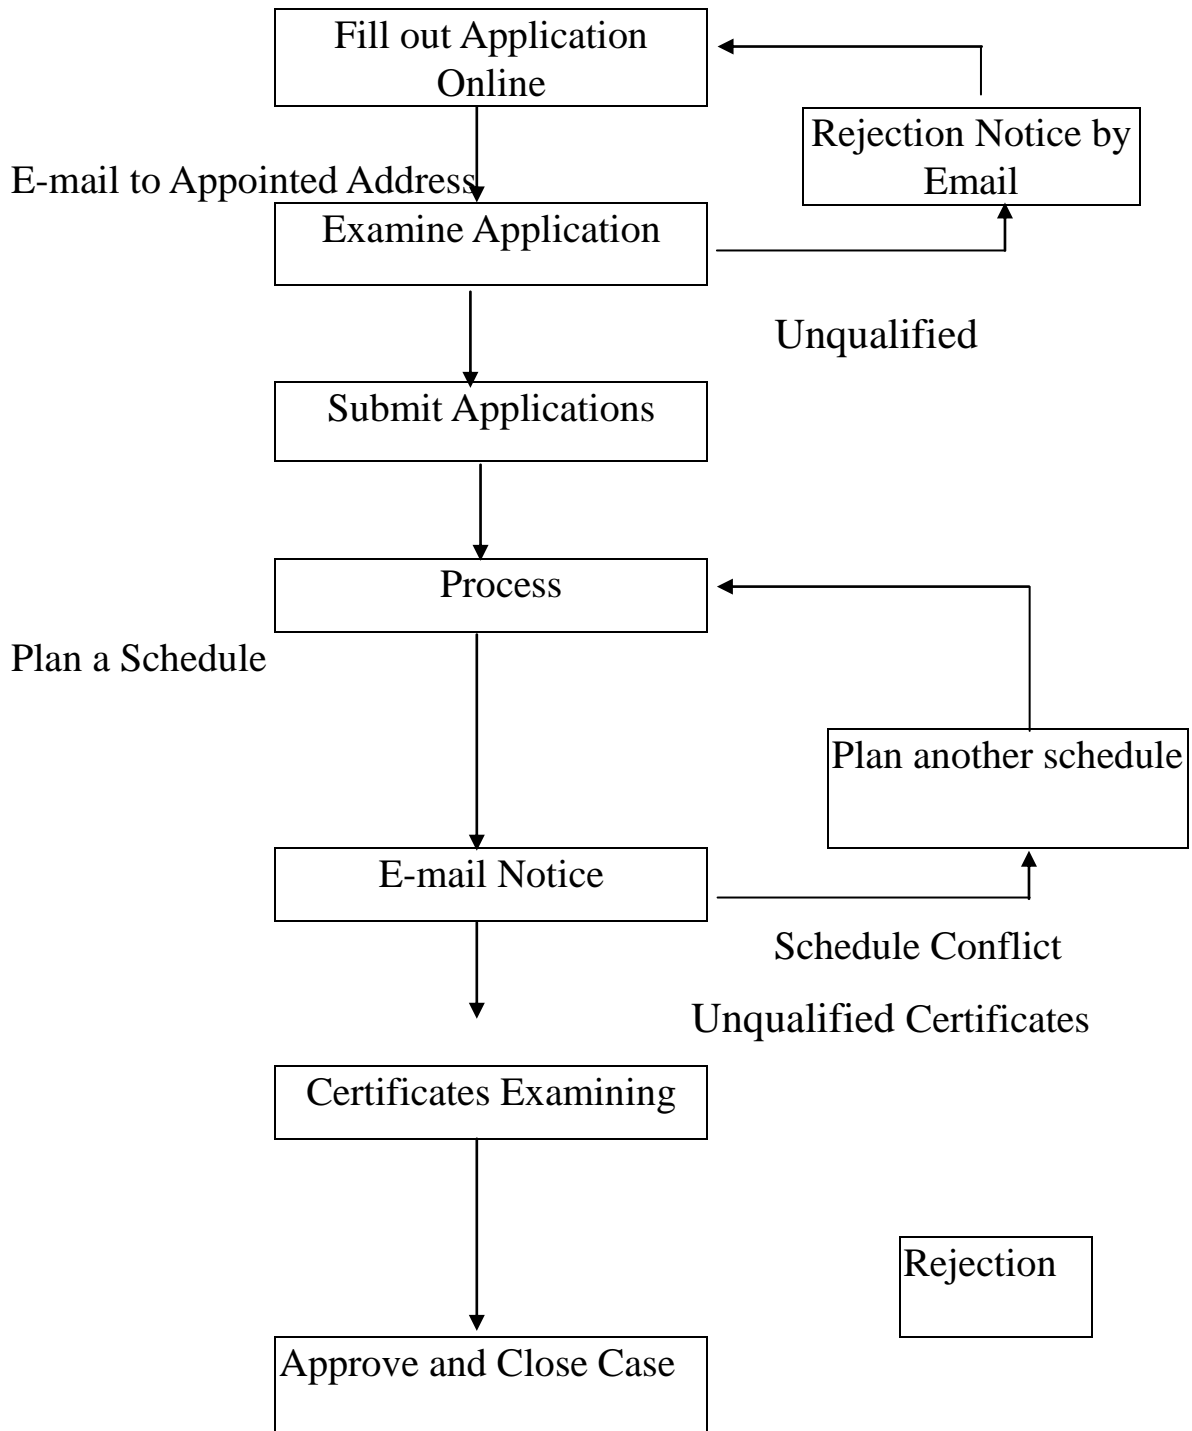 Fill out Application
Online
Rejection Notice by
Email
E-mail to Appointed Address
Examine Application
Unqualified
Submit Applications
Process
Plan a Schedule
Plan another schedule
E-mail Notice
Schedule Conflict
Unqualified Certificates
Certificates Examining
Rejection
Approve and Close Case